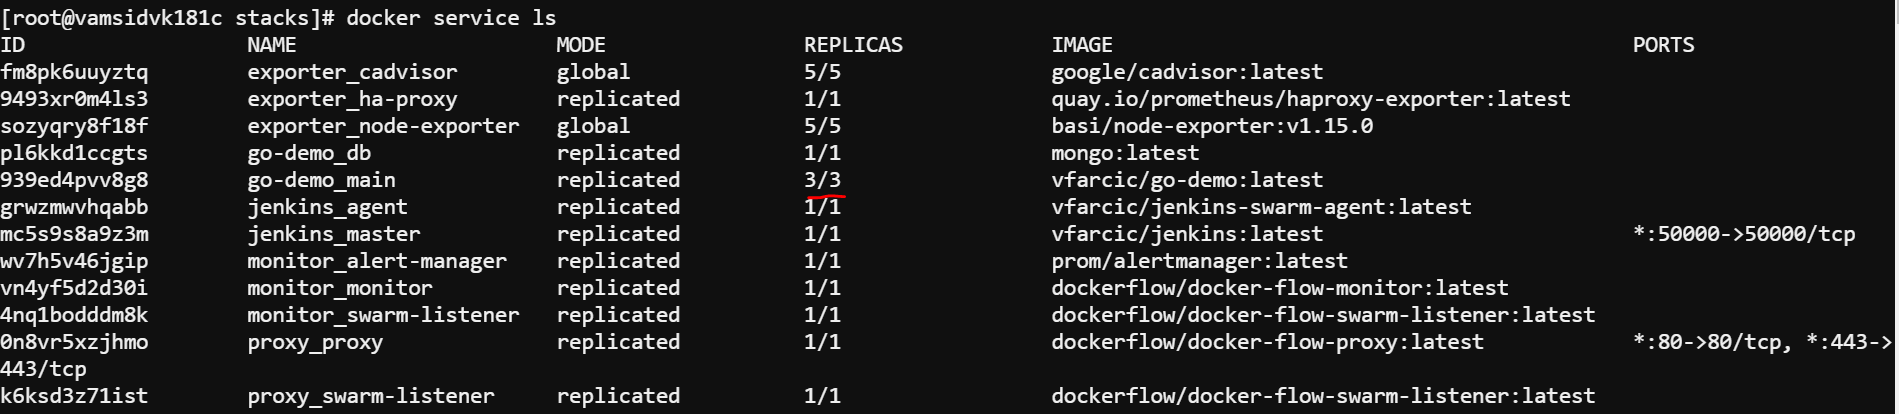 [root@vamsidvk181c stacks]# docker service ls
ID NAME MODE REPLICAS IMAGE PORTS
fm8pk6uuyztq exporter_cadvisor global 5/5 google/cadvisor:latest
9493xr0m4ls3 exporter_ha-proxy replicated 1/1 quay.io/prometheus/haproxy-exporter:latest
sozyqry8f18f exporter_node-exporter global 5/5 basi/node-exporter:v1.15.0
pl6kkd1ccgts go-demo_db replicated 1/1 mongo:latest
939ed4pvv8g8 go-demo_main replicated 3/3 vfarcic/go-demo:latest
grwzmwvhqabb jenkins_agent replicated 1/1 vfarcic/jenkins-swarm-agent:latest
mc5s9s8a9z3m jenkins_master replicated 1/1 vfarcic/jenkins:latest *:50000->50000/tcp
wv7h5v46jgip monitor_alert-manager replicated 1/1 prom/alertmanager:latest
vn4yf5d2d30i monitor_monitor replicated 1/1 dockerflow/docker-flow-monitor:latest
4nq1bodddm8k monitor_swarm-listener replicated 1/1 dockerflow/docker-flow-swarm-listener:latest
0n8vr5xzjhmo proxy_proxy replicated 1/1 dockerflow/docker-flow-proxy:latest *:80->80/tcp, *:443->
443/tcp
k6ksd3z71ist proxy_swarm-listener replicated 1/1 dockerflow/docker-flow-swarm-listener:latest